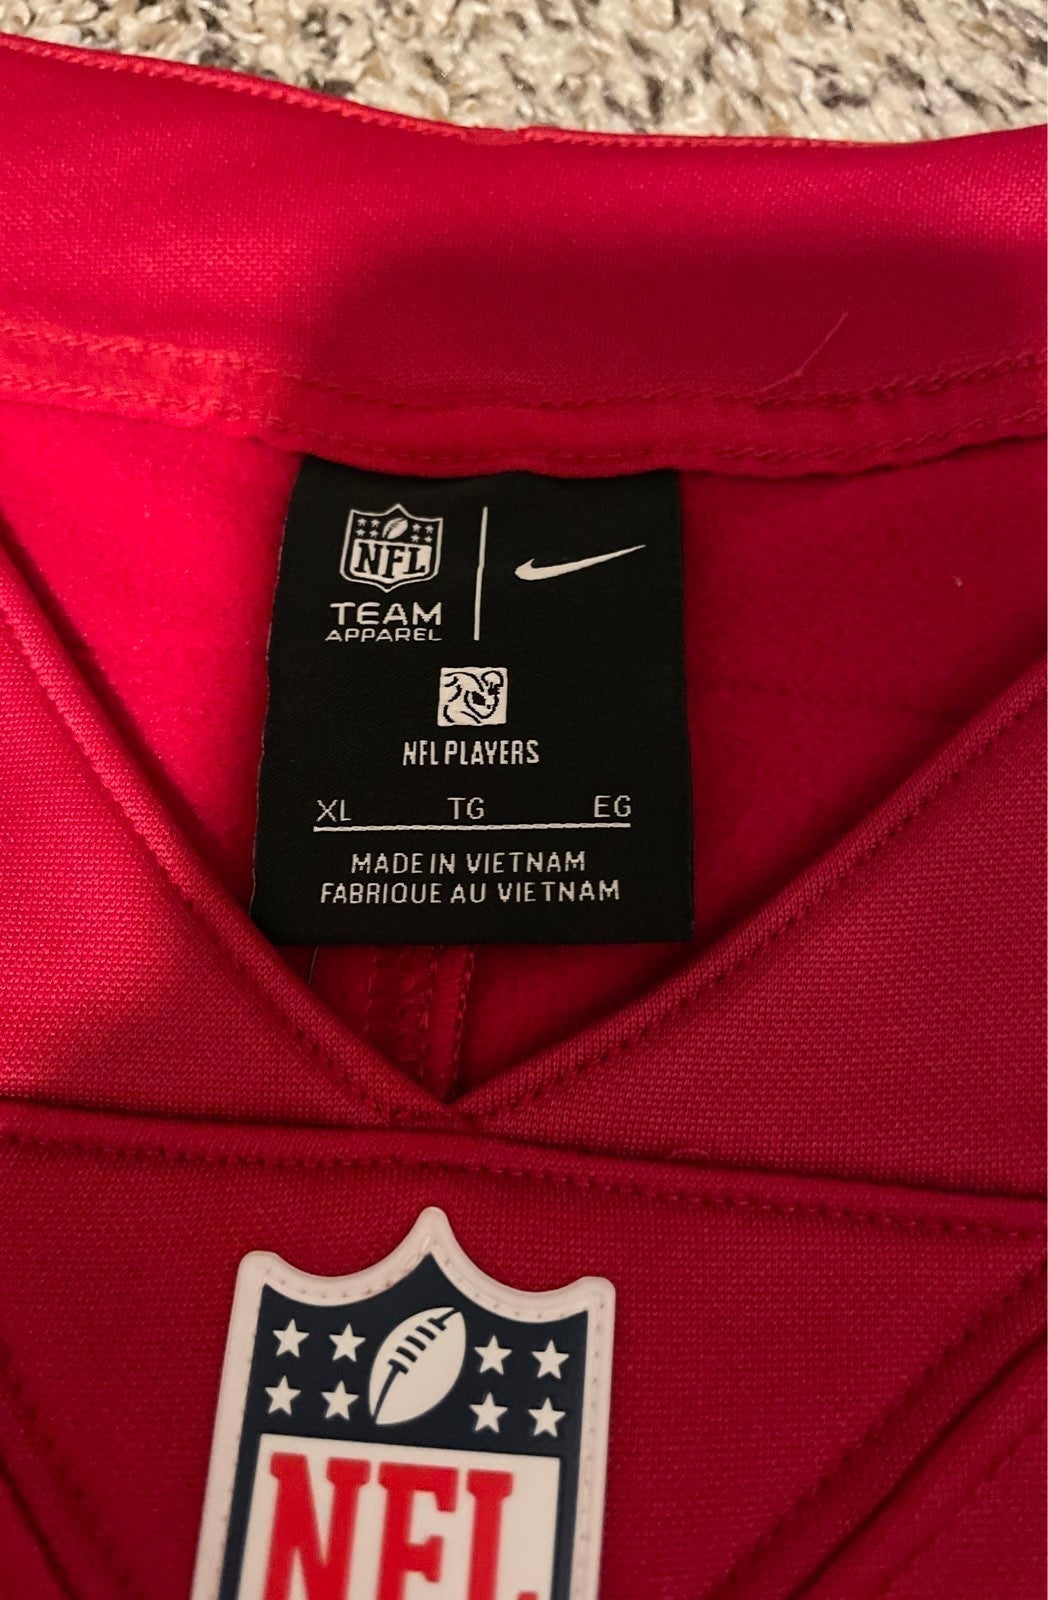 NFL
TEAM
APPAREL
NFL PLAYERS
XL TG EG
MADE IN VIETNAM
FABRIQUE AU VIETNAM
NFL